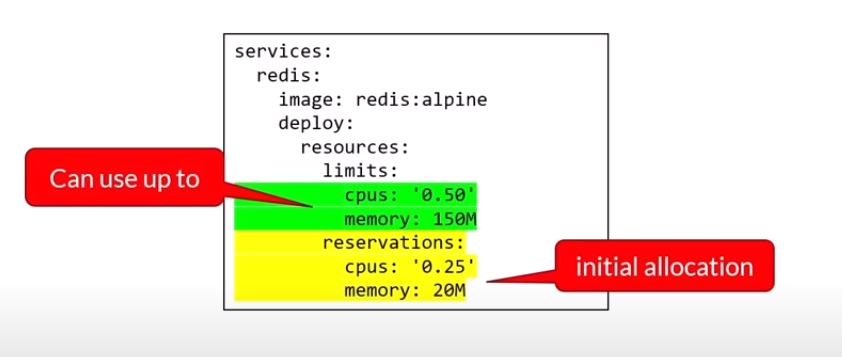 services:
  redis:
    image: redis:alpine
    deploy:
      resources:
        limits:
          cpus: '0.50'
          memory: 150M
        reservations:
          cpus: '0.25'
          memory: 20M
Can use up to
initial allocation